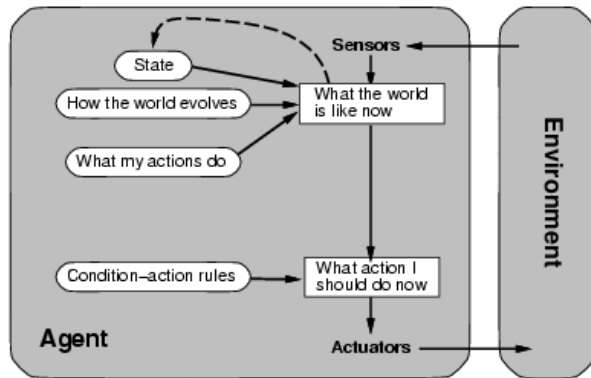 Sensors
State
What the world
is like now
How the world evolves
What my actions do
Condition–action rules
What action I
should do now
Agent
Actuators
Environment